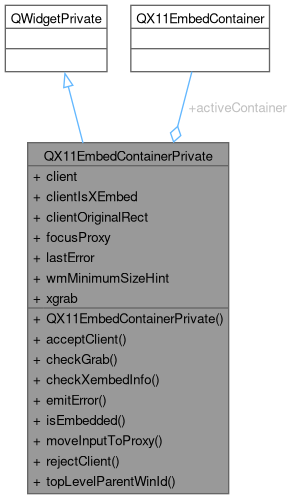 QWidgetPrivate
QX11EmbedContainer
+activeContainer
QX11EmbedContainerPrivate
+ client
+ clientIsXEmbed
+ clientOriginalRect
+ focusProxy
+ lastError
+ wmMinimumSizeHint
+ xgrab
+ QX11EmbedContainerPrivate()
+ acceptClient()
+ checkGrab()
+ checkXembedInfo()
+ emitError()
+ isEmbedded()
+ moveInputToProxy()
+ rejectClient()
+ topLevelParentWinId()